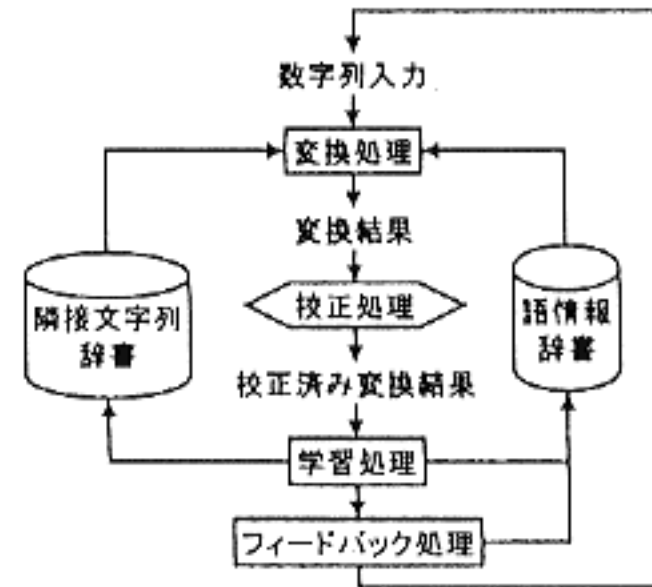 数字列入力
変換処理
変換結果
隣接文字列
辞書
校正処理
語情報
辞書
校正済み変換結果
学習処理
フィードバック処理